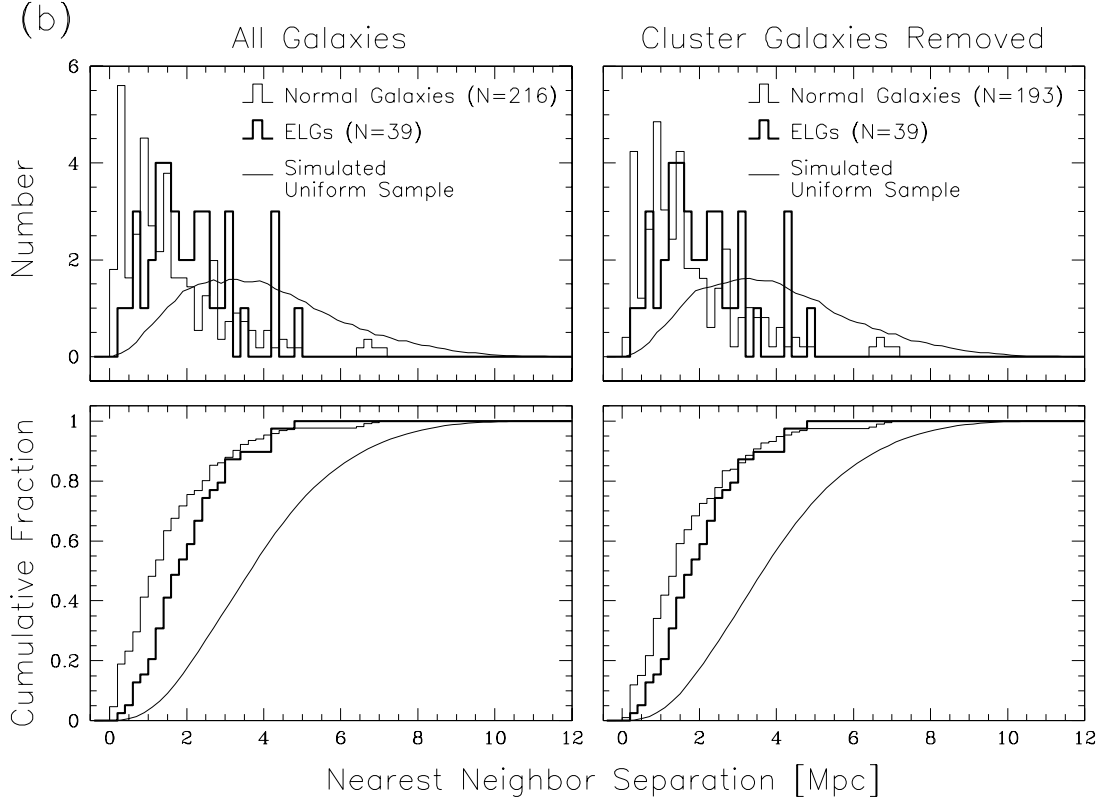 (b)
All Galaxies
Cluster Galaxies Removed
6
4
2
0
Number
Normal Galaxies (N=216)
ELGs (N=39)
Simulated
Uniform Sample
Normal Galaxies (N=193)
ELGs (N=39)
Simulated
Uniform Sample
1
0.8
0.6
0.4
0.2
0
Cumulative Fraction
0 2 4 6 8 10 12
0 2 4 6 8 10 12
Nearest Neighbor Separation [Mpc]